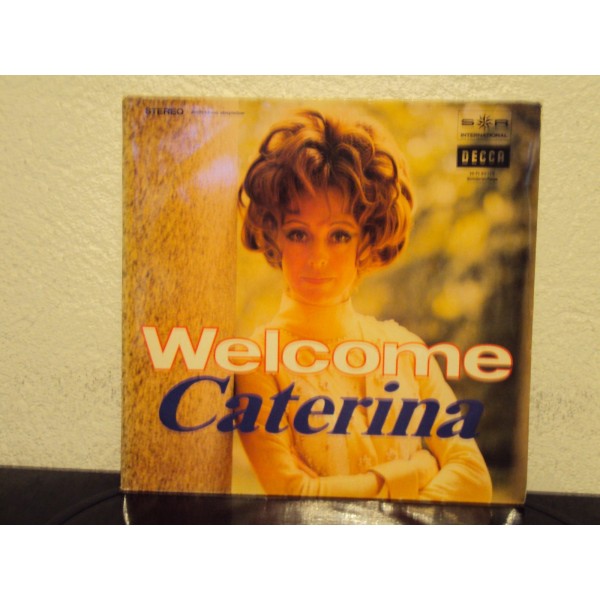 STEREO
S R
INTERNATIONAL
DECCA
Welcome
Caterina